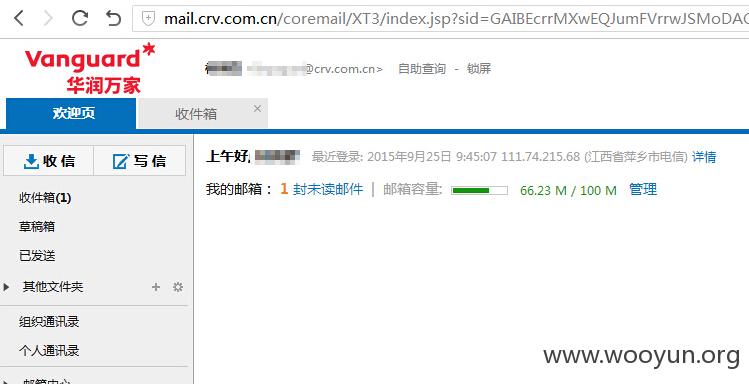 mail.crv.com.cn/coremail/XT3/index.jsp?sid=GAIBEcrrMXwEQJumFVrrwJSMoDAG
Vanguard
华润万家
@crv.com.cn> 自助查询 - 锁屏
欢迎页 收件箱 ×
收信 写信
上午好, 最近登录: 2015年9月25日 9:45:07 111.74.215.68 (江西省萍乡市电信) 详情
我的邮箱： 1 封未读邮件 | 邮箱容量: 66.23 M / 100 M 管理
收件箱(1)
草稿箱
已发送
其他文件夹 +
组织通讯录
个人通讯录
邮箱中心
www.wooyun.org